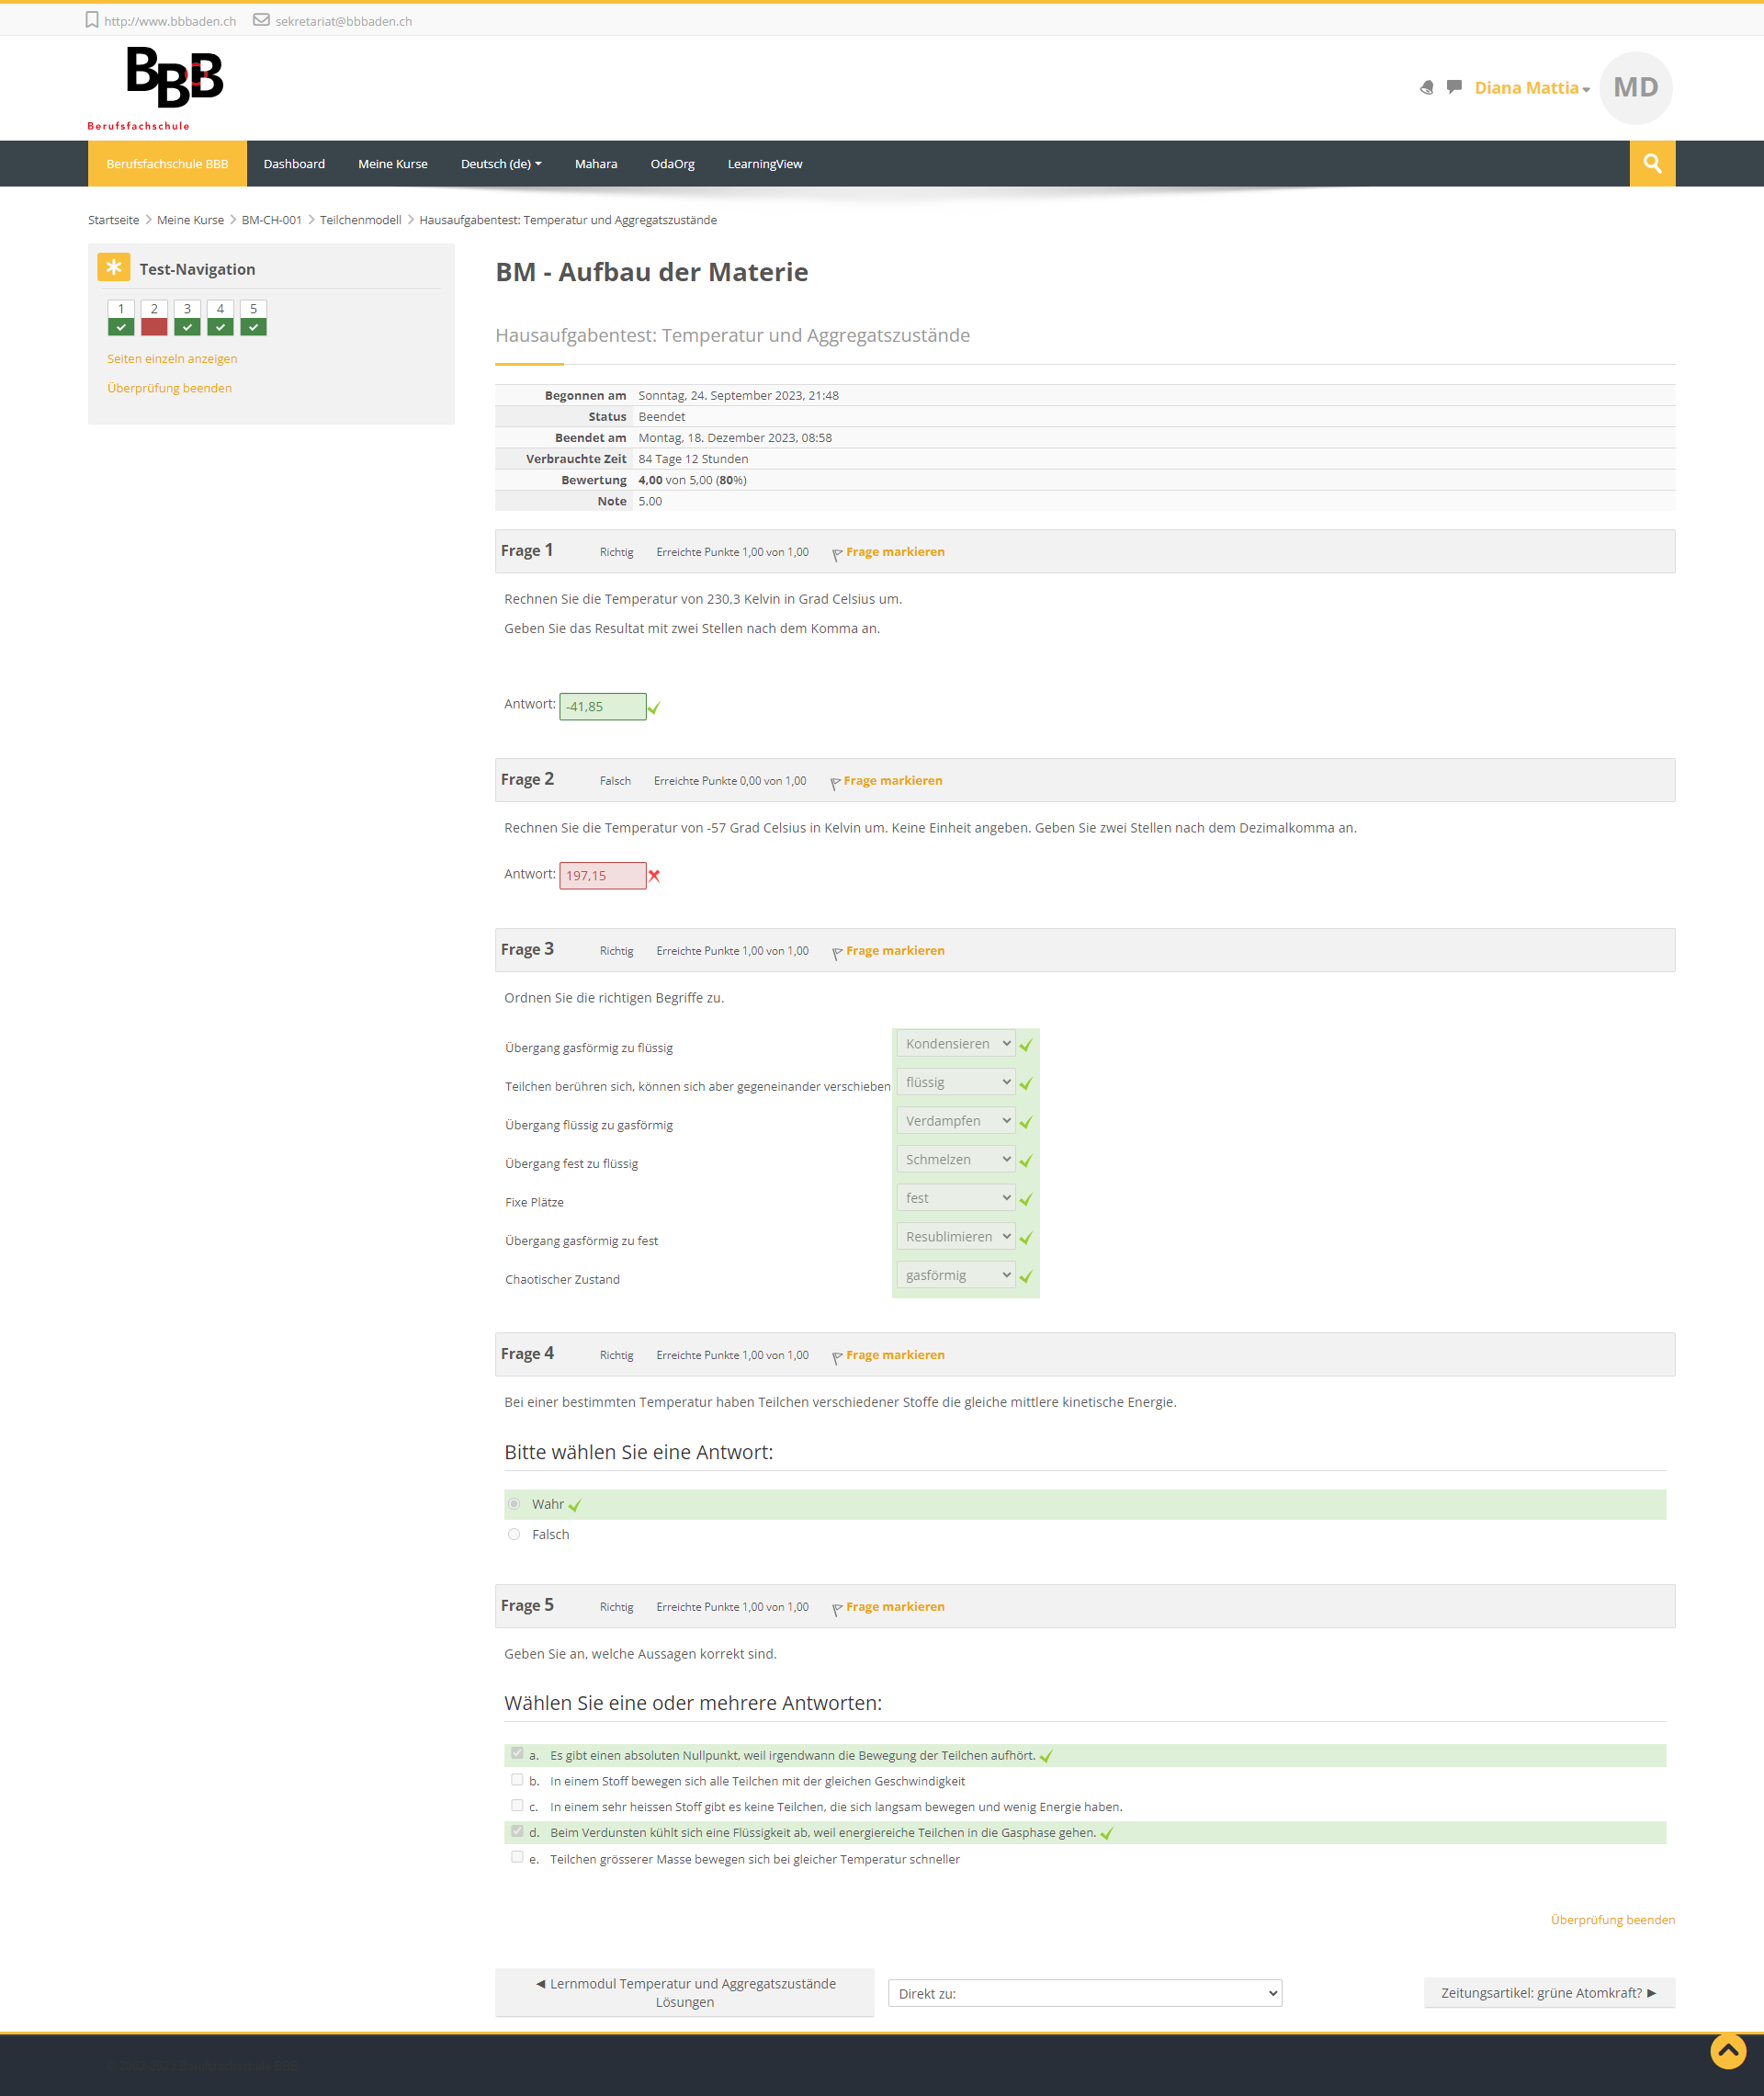 http://www.bbbaden.ch sekretariat@bbbaden.ch
BBB
Berufsfachschule
Diana Mattia
MD
Berufsfachschule BBB Dashboard Meine Kurse Deutsch (de) Mahara OdaOrg LearningView
Startseite Meine Kurse BM-CH-001 Teilchenmodell Hausaufgabentest: Temperatur und Aggregatszustände
Test-Navigation
1 2 3 4 5
Seiten einzeln anzeigen
Überprüfung beenden
BM - Aufbau der Materie
Hausaufgabentest: Temperatur und Aggregatszustände
Begonnen am Sonntag, 24. September 2023, 21:48
Status Beendet
Beendet am Montag, 18. Dezember 2023, 08:58
Verbrauchte Zeit 84 Tage 12 Stunden
Bewertung 4,00 von 5,00 (80%)
Note 5.00
Frage 1 Richtig Erreichte Punkte 1,00 von 1,00 Frage markieren
Rechnen Sie die Temperatur von 230,3 Kelvin in Grad Celsius um.
Geben Sie das Resultat mit zwei Stellen nach dem Komma an.
Antwort: -41,85
Frage 2 Falsch Erreichte Punkte 0,00 von 1,00 Frage markieren
Rechnen Sie die Temperatur von -57 Grad Celsius in Kelvin um. Keine Einheit angeben. Geben Sie zwei Stellen nach dem Dezimalkomma an.
Antwort: 197,15
Frage 3 Richtig Erreichte Punkte 1,00 von 1,00 Frage markieren
Ordnen Sie die richtigen Begriffe zu.
Übergang gasförmig zu flüssig Kondensieren
Teilchen berühren sich, können sich aber gegeneinander verschieben flüssig
Übergang flüssig zu gasförmig Verdampfen
Übergang fest zu flüssig Schmelzen
Fixe Plätze fest
Übergang gasförmig zu fest Resublimieren
Chaotischer Zustand gasförmig
Frage 4 Richtig Erreichte Punkte 1,00 von 1,00 Frage markieren
Bei einer bestimmten Temperatur haben Teilchen verschiedener Stoffe die gleiche mittlere kinetische Energie.
Bitte wählen Sie eine Antwort:
Wahr
Falsch
Frage 5 Richtig Erreichte Punkte 1,00 von 1,00 Frage markieren
Geben Sie an, welche Aussagen korrekt sind.
Wählen Sie eine oder mehrere Antworten:
a. Es gibt einen absoluten Nullpunkt, weil irgendwann die Bewegung der Teilchen aufhört.
b. In einem Stoff bewegen sich alle Teilchen mit der gleichen Geschwindigkeit
c. In einem sehr heissen Stoff gibt es keine Teilchen, die sich langsam bewegen und wenig Energie haben.
d. Beim Verdunsten kühlt sich eine Flüssigkeit ab, weil energiereiche Teilchen in die Gasphase gehen.
e. Teilchen grösserer Masse bewegen sich bei gleicher Temperatur schneller
Überprüfung beenden
◄ Lernmodul Temperatur und Aggregatszustände
Lösungen
Direkt zu:
Zeitungsartikel: grüne Atomkraft? ►